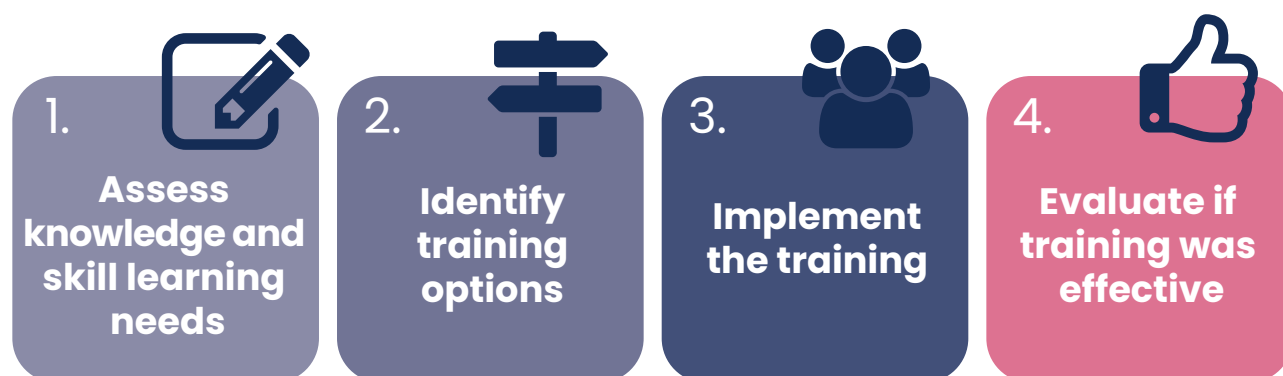 1.
Assess
knowledge and
skill learning
needs
2.
Identify
training
options
3.
Implement
the training
4.
Evaluate if
training was
effective